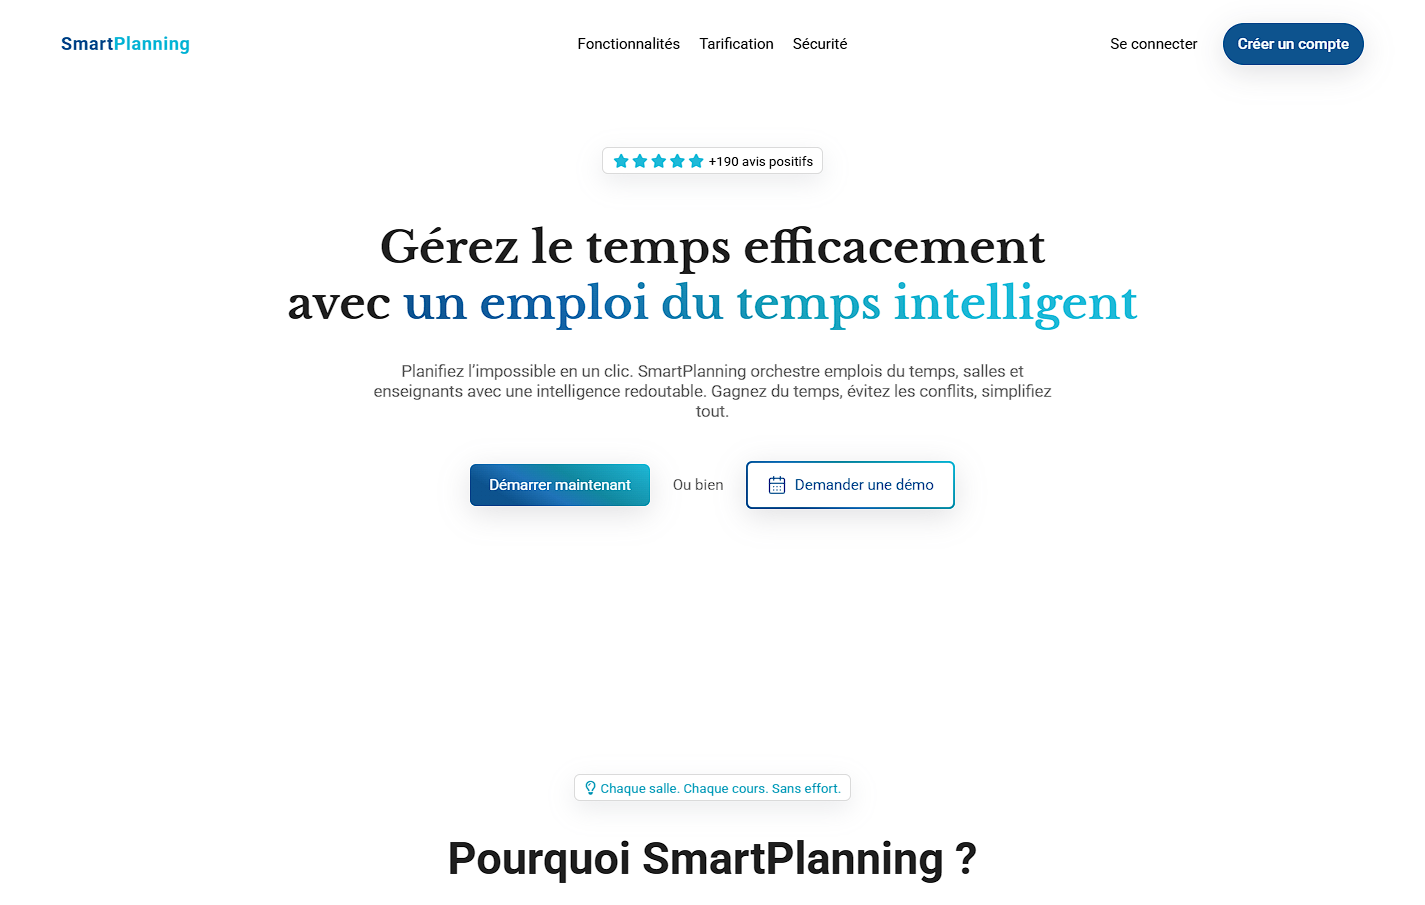 SmartPlanning
Fonctionnalités
Tarification
Sécurité
Se connecter
Créer un compte
+190 avis positifs
Gérez le temps efficacement
avec un emploi du temps intelligent
Planifiez l’impossible en un clic. SmartPlanning orchestre emplois du temps, salles et
enseignants avec une intelligence redoutable. Gagnez du temps, évitez les conflits, simplifiez
tout.
Démarrer maintenant
Ou bien
Demander une démo
Chaque salle. Chaque cours. Sans effort.
Pourquoi SmartPlanning ?